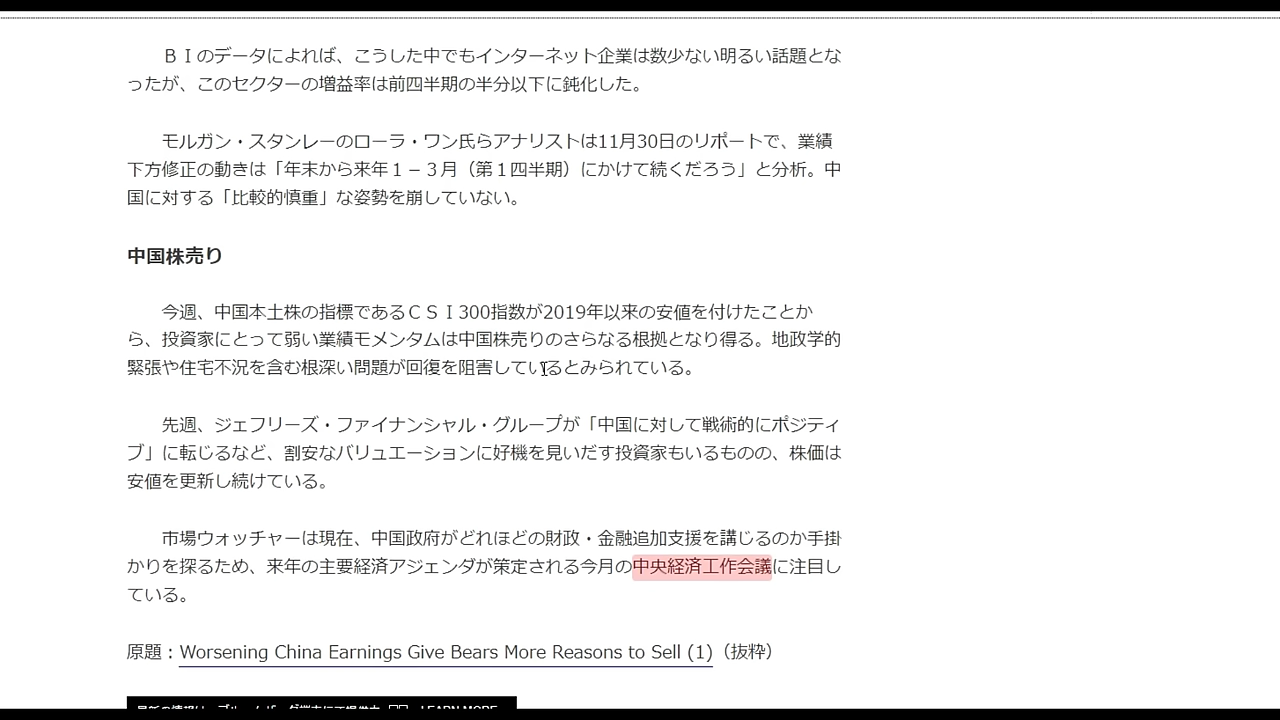 ＢＩのデータによれば、こうした中でもインターネット企業は数少ない明るい話題とな
ったが、このセクターの増益率は前四半期の半分以下に鈍化した。
モルガン・スタンレーのローラ・ワン氏らアナリストは11月30日のリポートで、業績
下方修正の動きは「年末から来年１－３月（第１四半期）にかけて続くだろう」と分析。中
国に対する「比較的慎重」な姿勢を崩していない。
中国株売り
今週、中国本土株の指標であるＣＳＩ300指数が2019年以来の安値を付けたことか
ら、投資家にとって弱い業績モメンタムは中国株売りのさらなる根拠となり得る。地政学的
緊張や住宅不況を含む根深い問題が回復を阻害しているとみられている。
先週、ジェフリーズ・ファイナンシャル・グループが「中国に対して戦術的にポジティ
ブ」に転じるなど、割安なバリュエーションに好機を見いだす投資家もいるものの、株価は
安値を更新し続けている。
市場ウォッチャーは現在、中国政府がどれほどの財政・金融追加支援を講じるのか手掛
かりを探るため、来年の主要経済アジェンダが策定される今月の中央経済工作会議に注目し
ている。
原題：Worsening China Earnings Give Bears More Reasons to Sell (1)（抜粋）
LEARN MORE